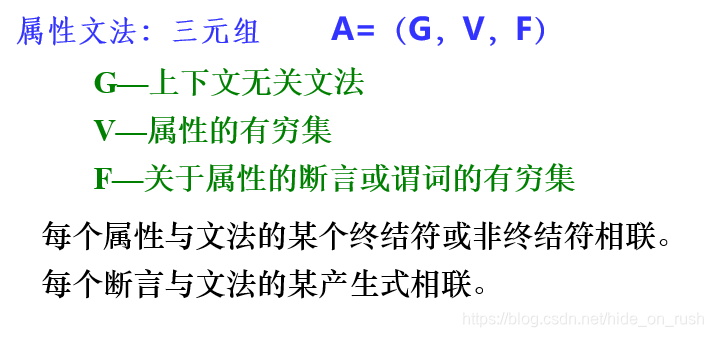 属性文法：三元组 A=（G，V，F）
G—上下文无关文法
V—属性的有穷集
F—关于属性的断言或谓词的有穷集
每个属性与文法的某个终结符或非终结符相联。
每个断言与文法的某产生式相联。
https://blog.csdn.net/hide_on_rush